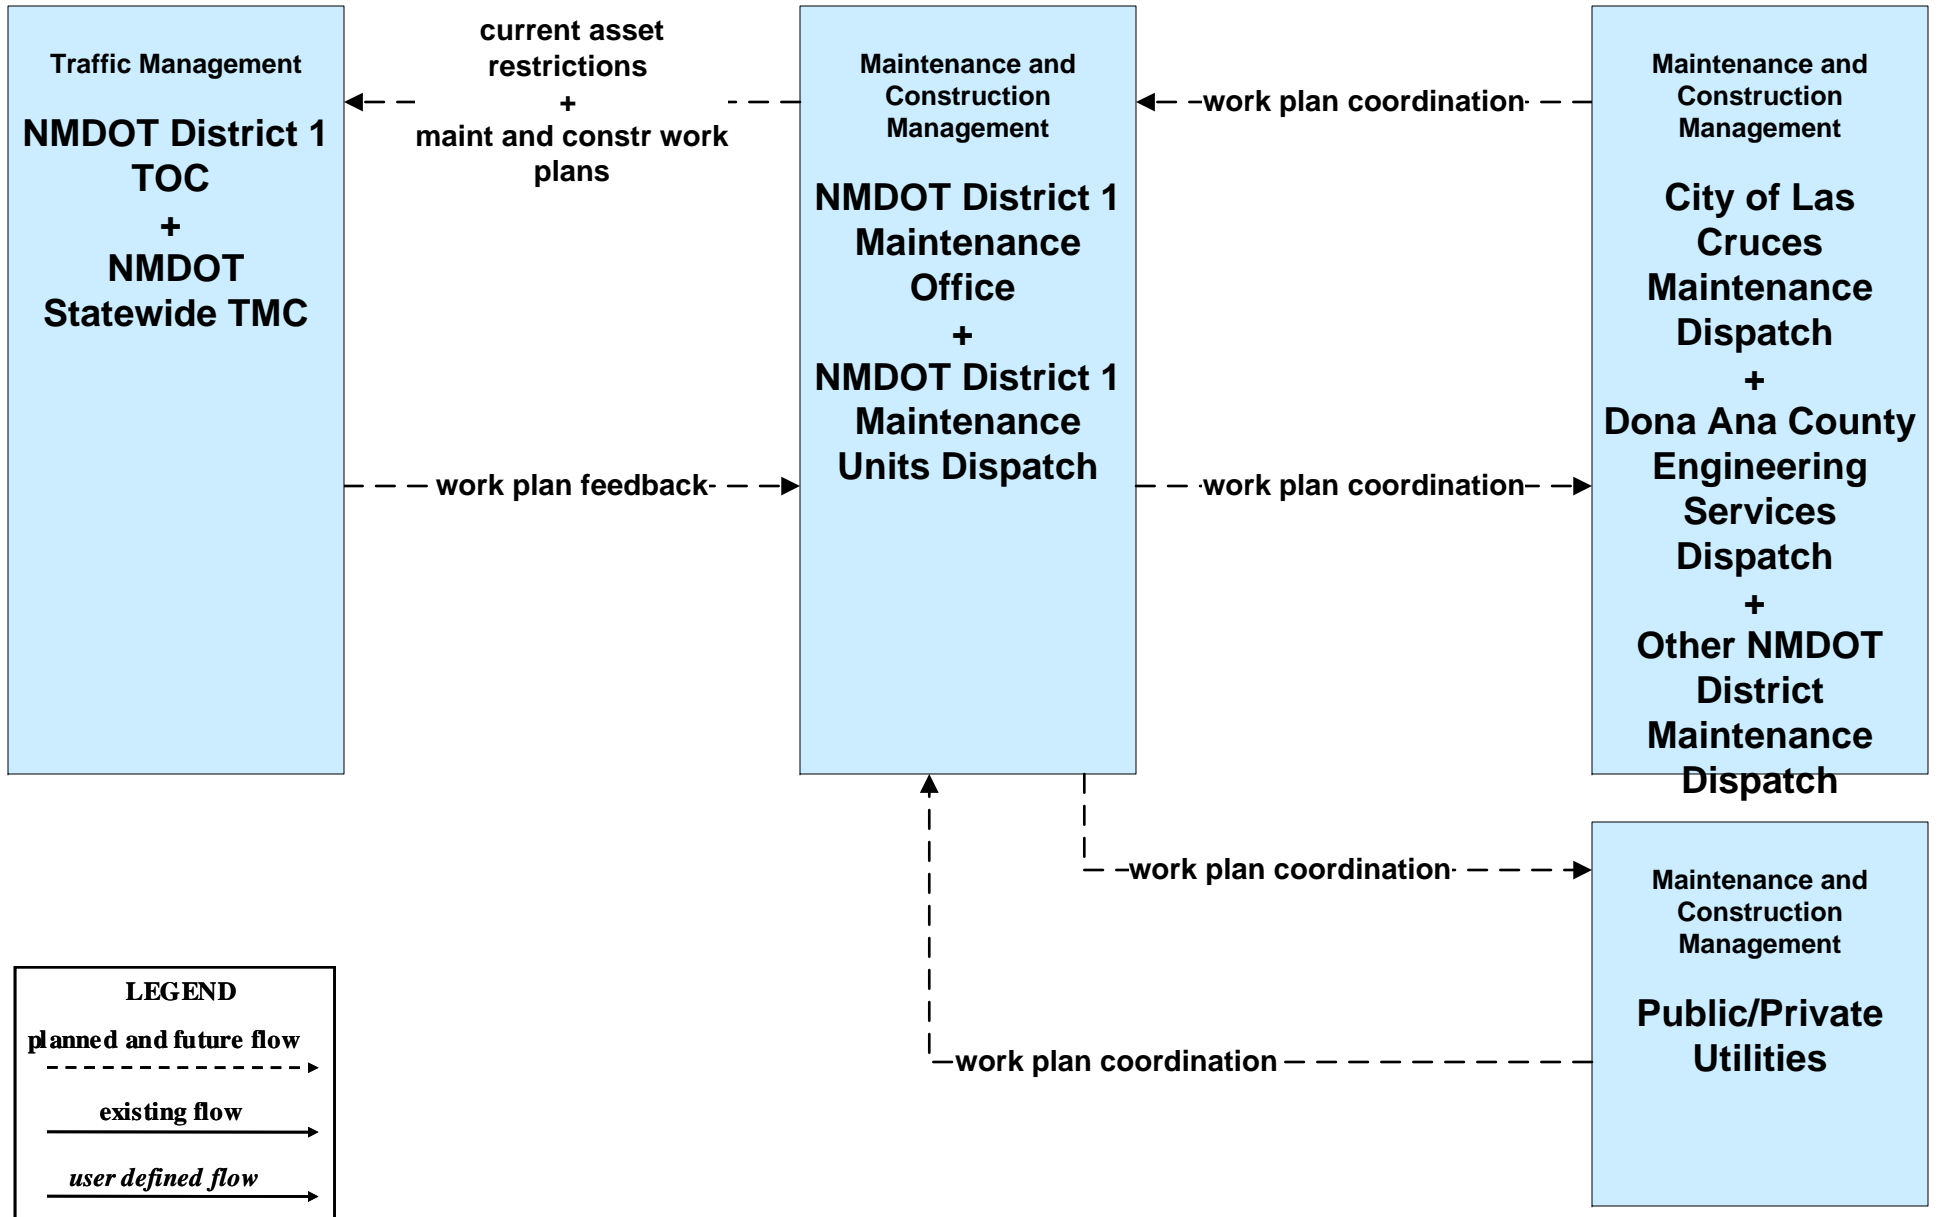 Traffic Management
NMDOT District 1
TOC
+
NMDOT
Statewide TMC
current asset
restrictions
+
maint and constr work
plans
work plan feedback
Maintenance and
Construction
Management
NMDOT District 1
Maintenance
Office
+
NMDOT District 1
Maintenance
Units Dispatch
work plan coordination
work plan coordination
Maintenance and
Construction
Management
City of Las
Cruces
Maintenance
Dispatch
+
Dona Ana County
Engineering
Services
Dispatch
+
Other NMDOT
District
Maintenance
Dispatch
work plan coordination
work plan coordination
Maintenance and
Construction
Management
Public/Private
Utilities
LEGEND
planned and future flow
existing flow
user defined flow